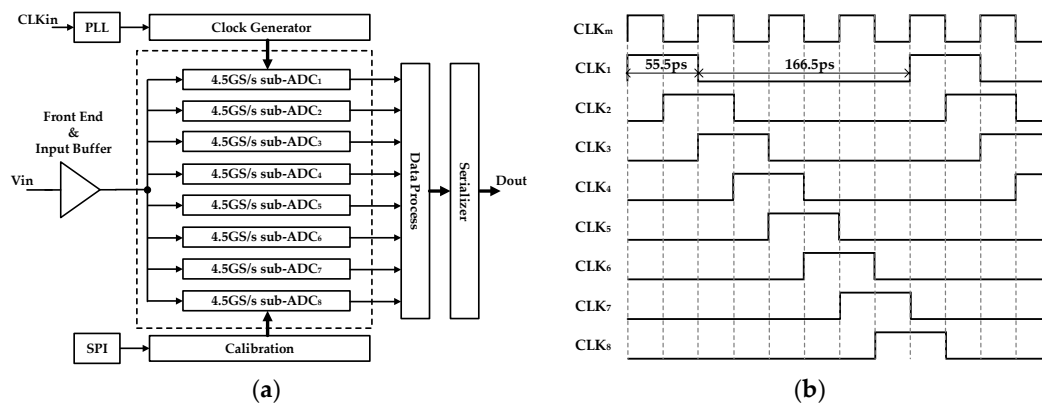 CLKin
PLL
Clock Generator
4.5GS/s sub-ADC₁
4.5GS/s sub-ADC₂
4.5GS/s sub-ADC₃
4.5GS/s sub-ADC₄
4.5GS/s sub-ADC₅
4.5GS/s sub-ADC₆
4.5GS/s sub-ADC₇
4.5GS/s sub-ADC₈
Front End
&
Input Buffer
Vin
Data Process
Serializer
Dout
SPI
Calibration
(a)
CLKₘ
CLK₁
55.5ps
166.5ps
CLK₂
CLK₃
CLK₄
CLK₅
CLK₆
CLK₇
CLK₈
(b)